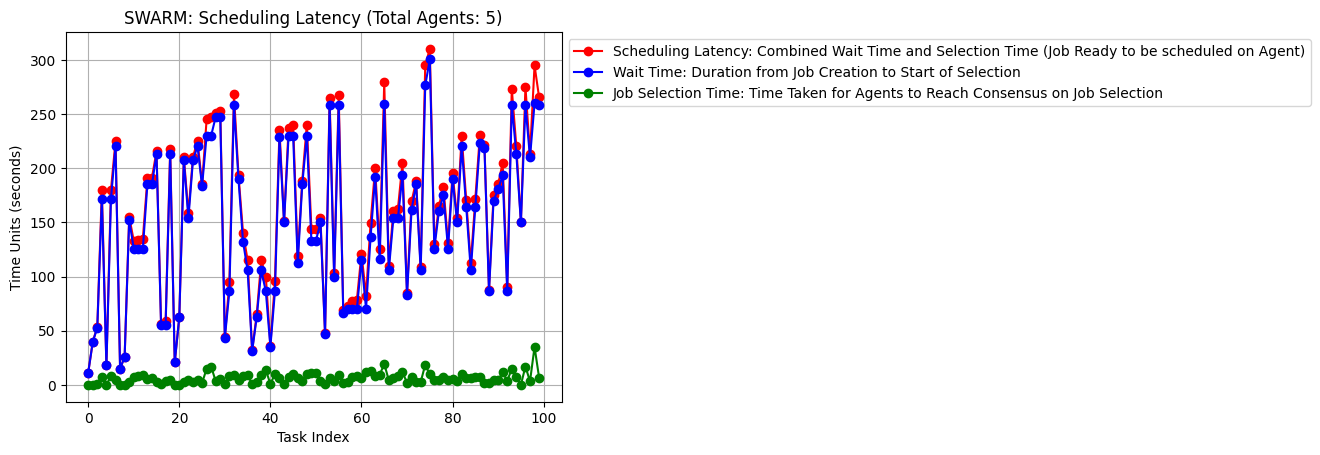 SWARM: Scheduling Latency (Total Agents: 5)
Scheduling Latency: Combined Wait Time and Selection Time (Job Ready to be scheduled on Agent)
Wait Time: Duration from Job Creation to Start of Selection
Job Selection Time: Time Taken for Agents to Reach Consensus on Job Selection
Time Units (seconds)
300
250
200
150
100
50
0
0 20 40 60 80 100
Task Index